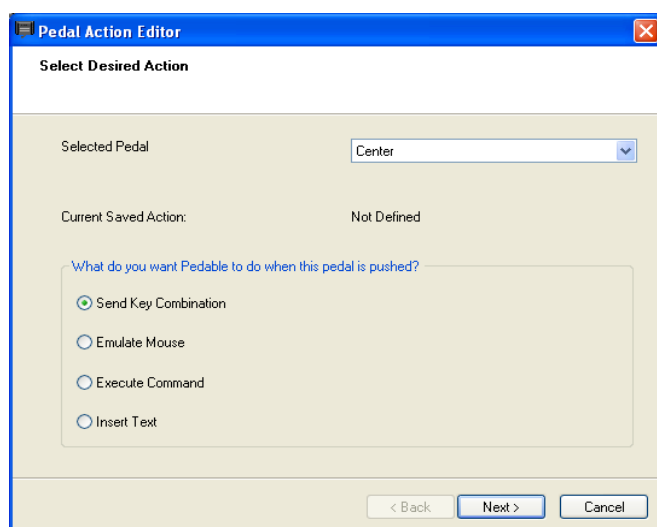 Pedal Action Editor
Select Desired Action
Selected Pedal
Center
Current Saved Action:
Not Defined
What do you want Pedable to do when this pedal is pushed?
Send Key Combination
Emulate Mouse
Execute Command
Insert Text
< Back
Next >
Cancel